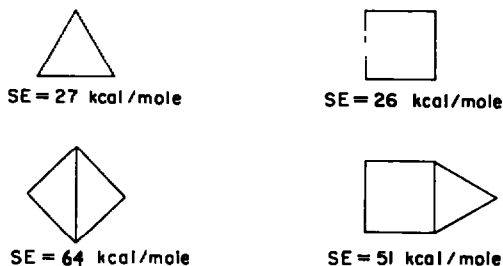 SE = 27 kcal/mole
SE = 26 kcal/mole
SE = 64 kcal/mole
SE = 51 kcal/mole